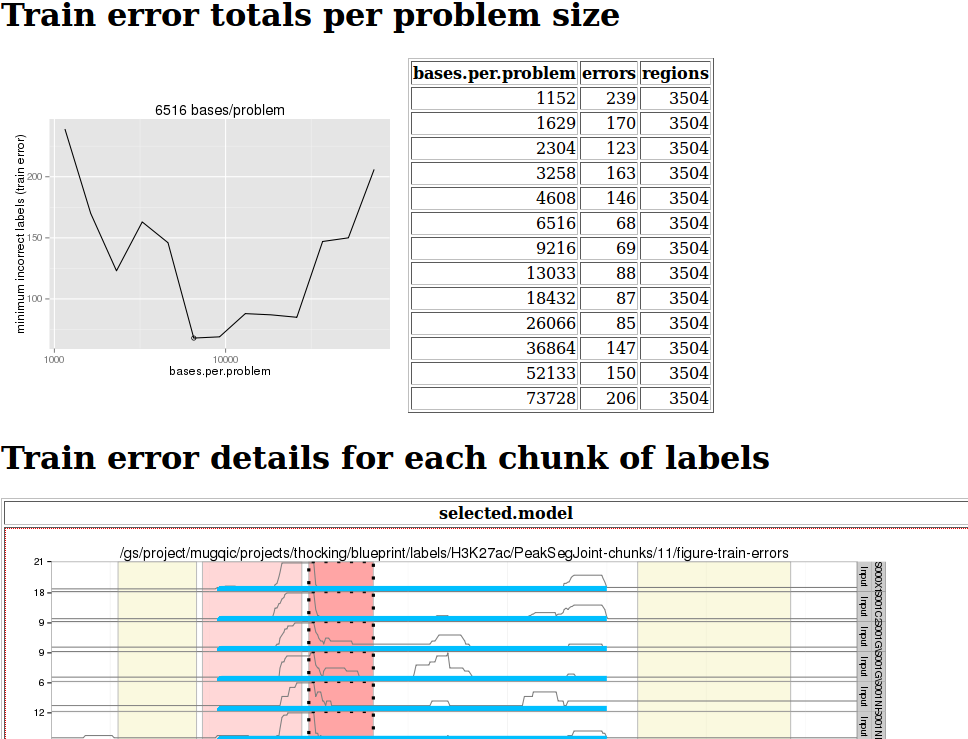 Train error totals per problem size
6516 bases/problem
minimum incorrect labels (train error)
200
150
100
1000 10000
bases.per.problem
bases.per.problem errors regions
1152 239 3504
1629 170 3504
2304 123 3504
3258 163 3504
4608 146 3504
6516 68 3504
9216 69 3504
13033 88 3504
18432 87 3504
26066 85 3504
36864 147 3504
52133 150 3504
73728 206 3504
Train error details for each chunk of labels
selected.model
/gs/project/mugqic/projects/thocking/blueprint/labels/H3K27ac/PeakSegJoint-chunks/11/figure-train-errors
21
Input
18
Input
9
Input
9
Input
6
Input
12
Input